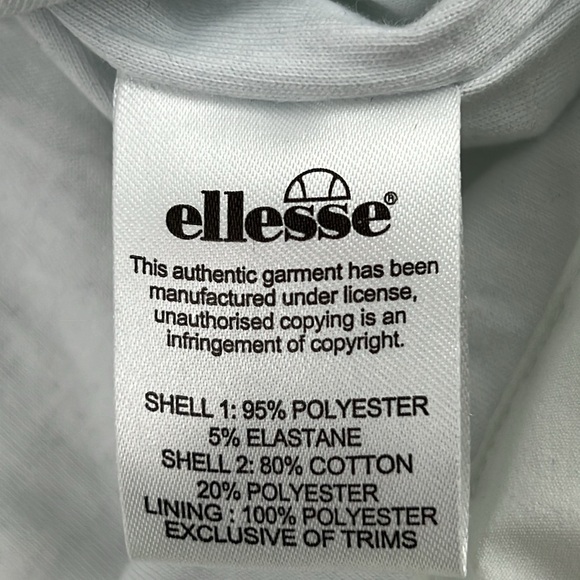 ellesse®
This authentic garment has been
manufactured under license,
unauthorised copying is an
infringement of copyright.
SHELL 1: 95% POLYESTER
5% ELASTANE
SHELL 2: 80% COTTON
20% POLYESTER
LINING : 100% POLYESTER
EXCLUSIVE OF TRIMS